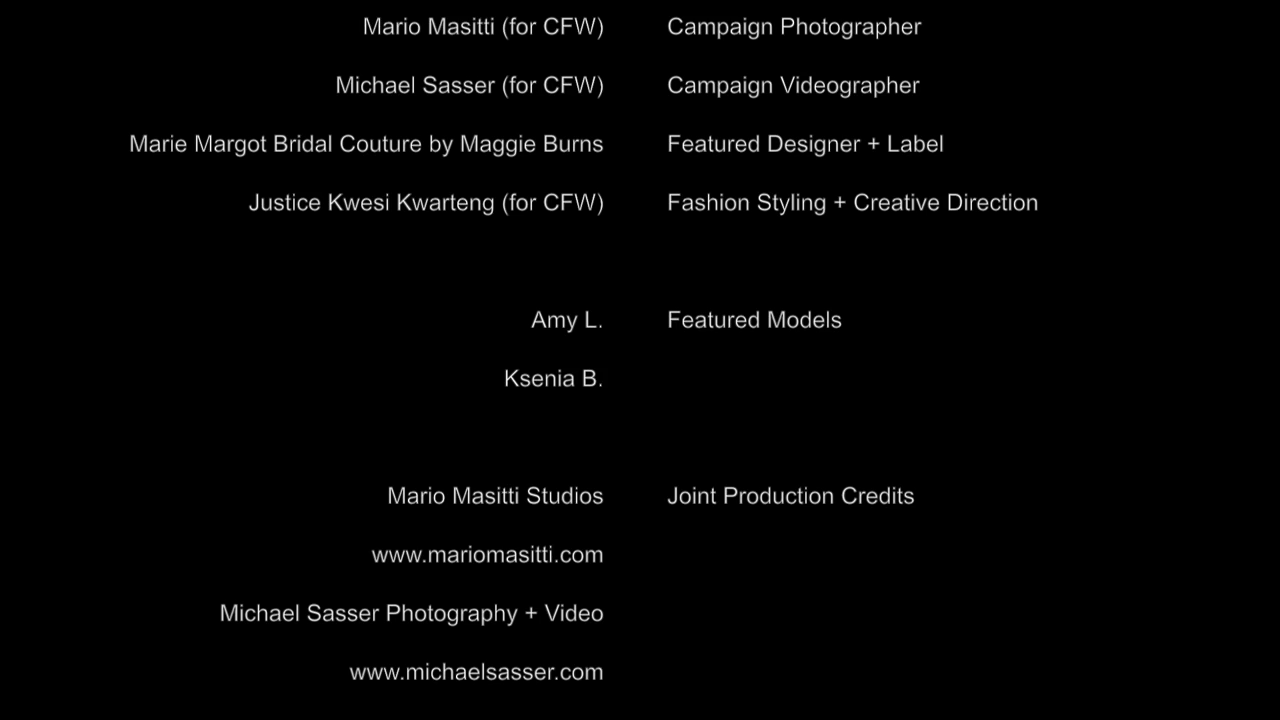 Mario Masitti (for CFW) Campaign Photographer
Michael Sasser (for CFW) Campaign Videographer
Marie Margot Bridal Couture by Maggie Burns Featured Designer + Label
Justice Kwesi Kwarteng (for CFW) Fashion Styling + Creative Direction
Amy L. Featured Models
Ksenia B.
Mario Masitti Studios Joint Production Credits
www.mariomasitti.com
Michael Sasser Photography + Video
www.michaelsasser.com